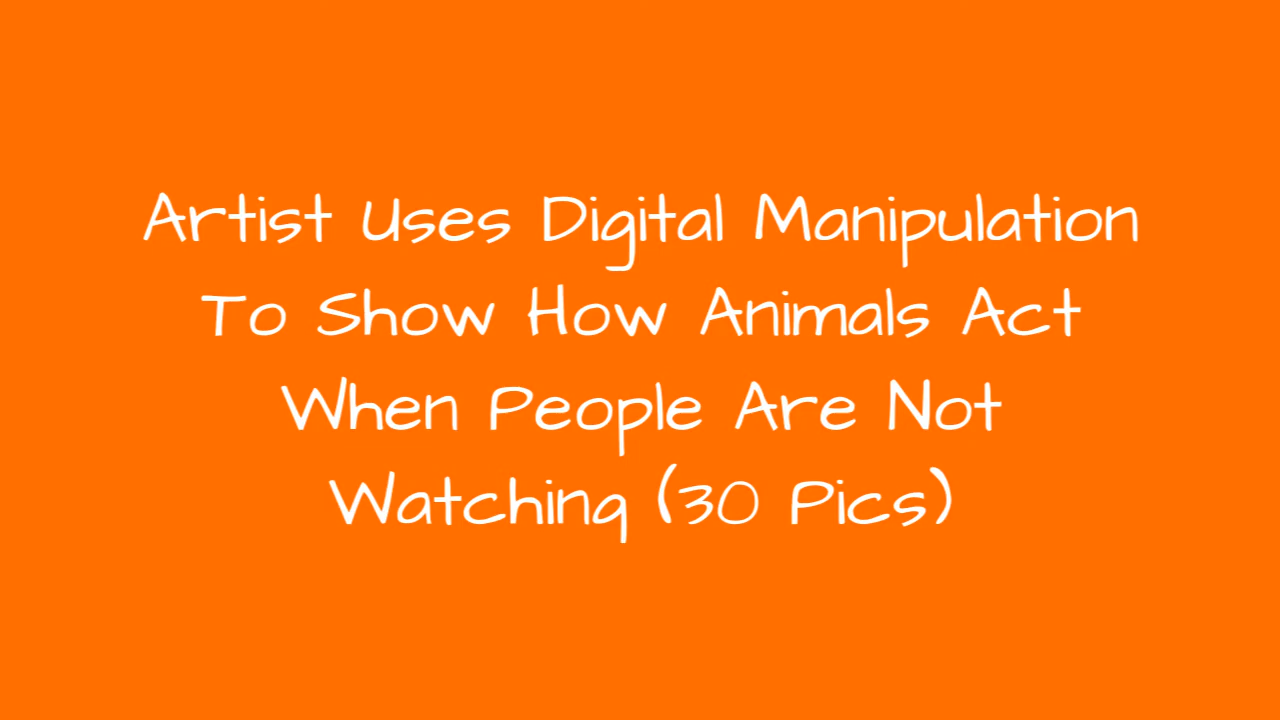 Artist Uses Digital Manipulation
To Show How Animals Act
When People Are Not
Watching (30 Pics)